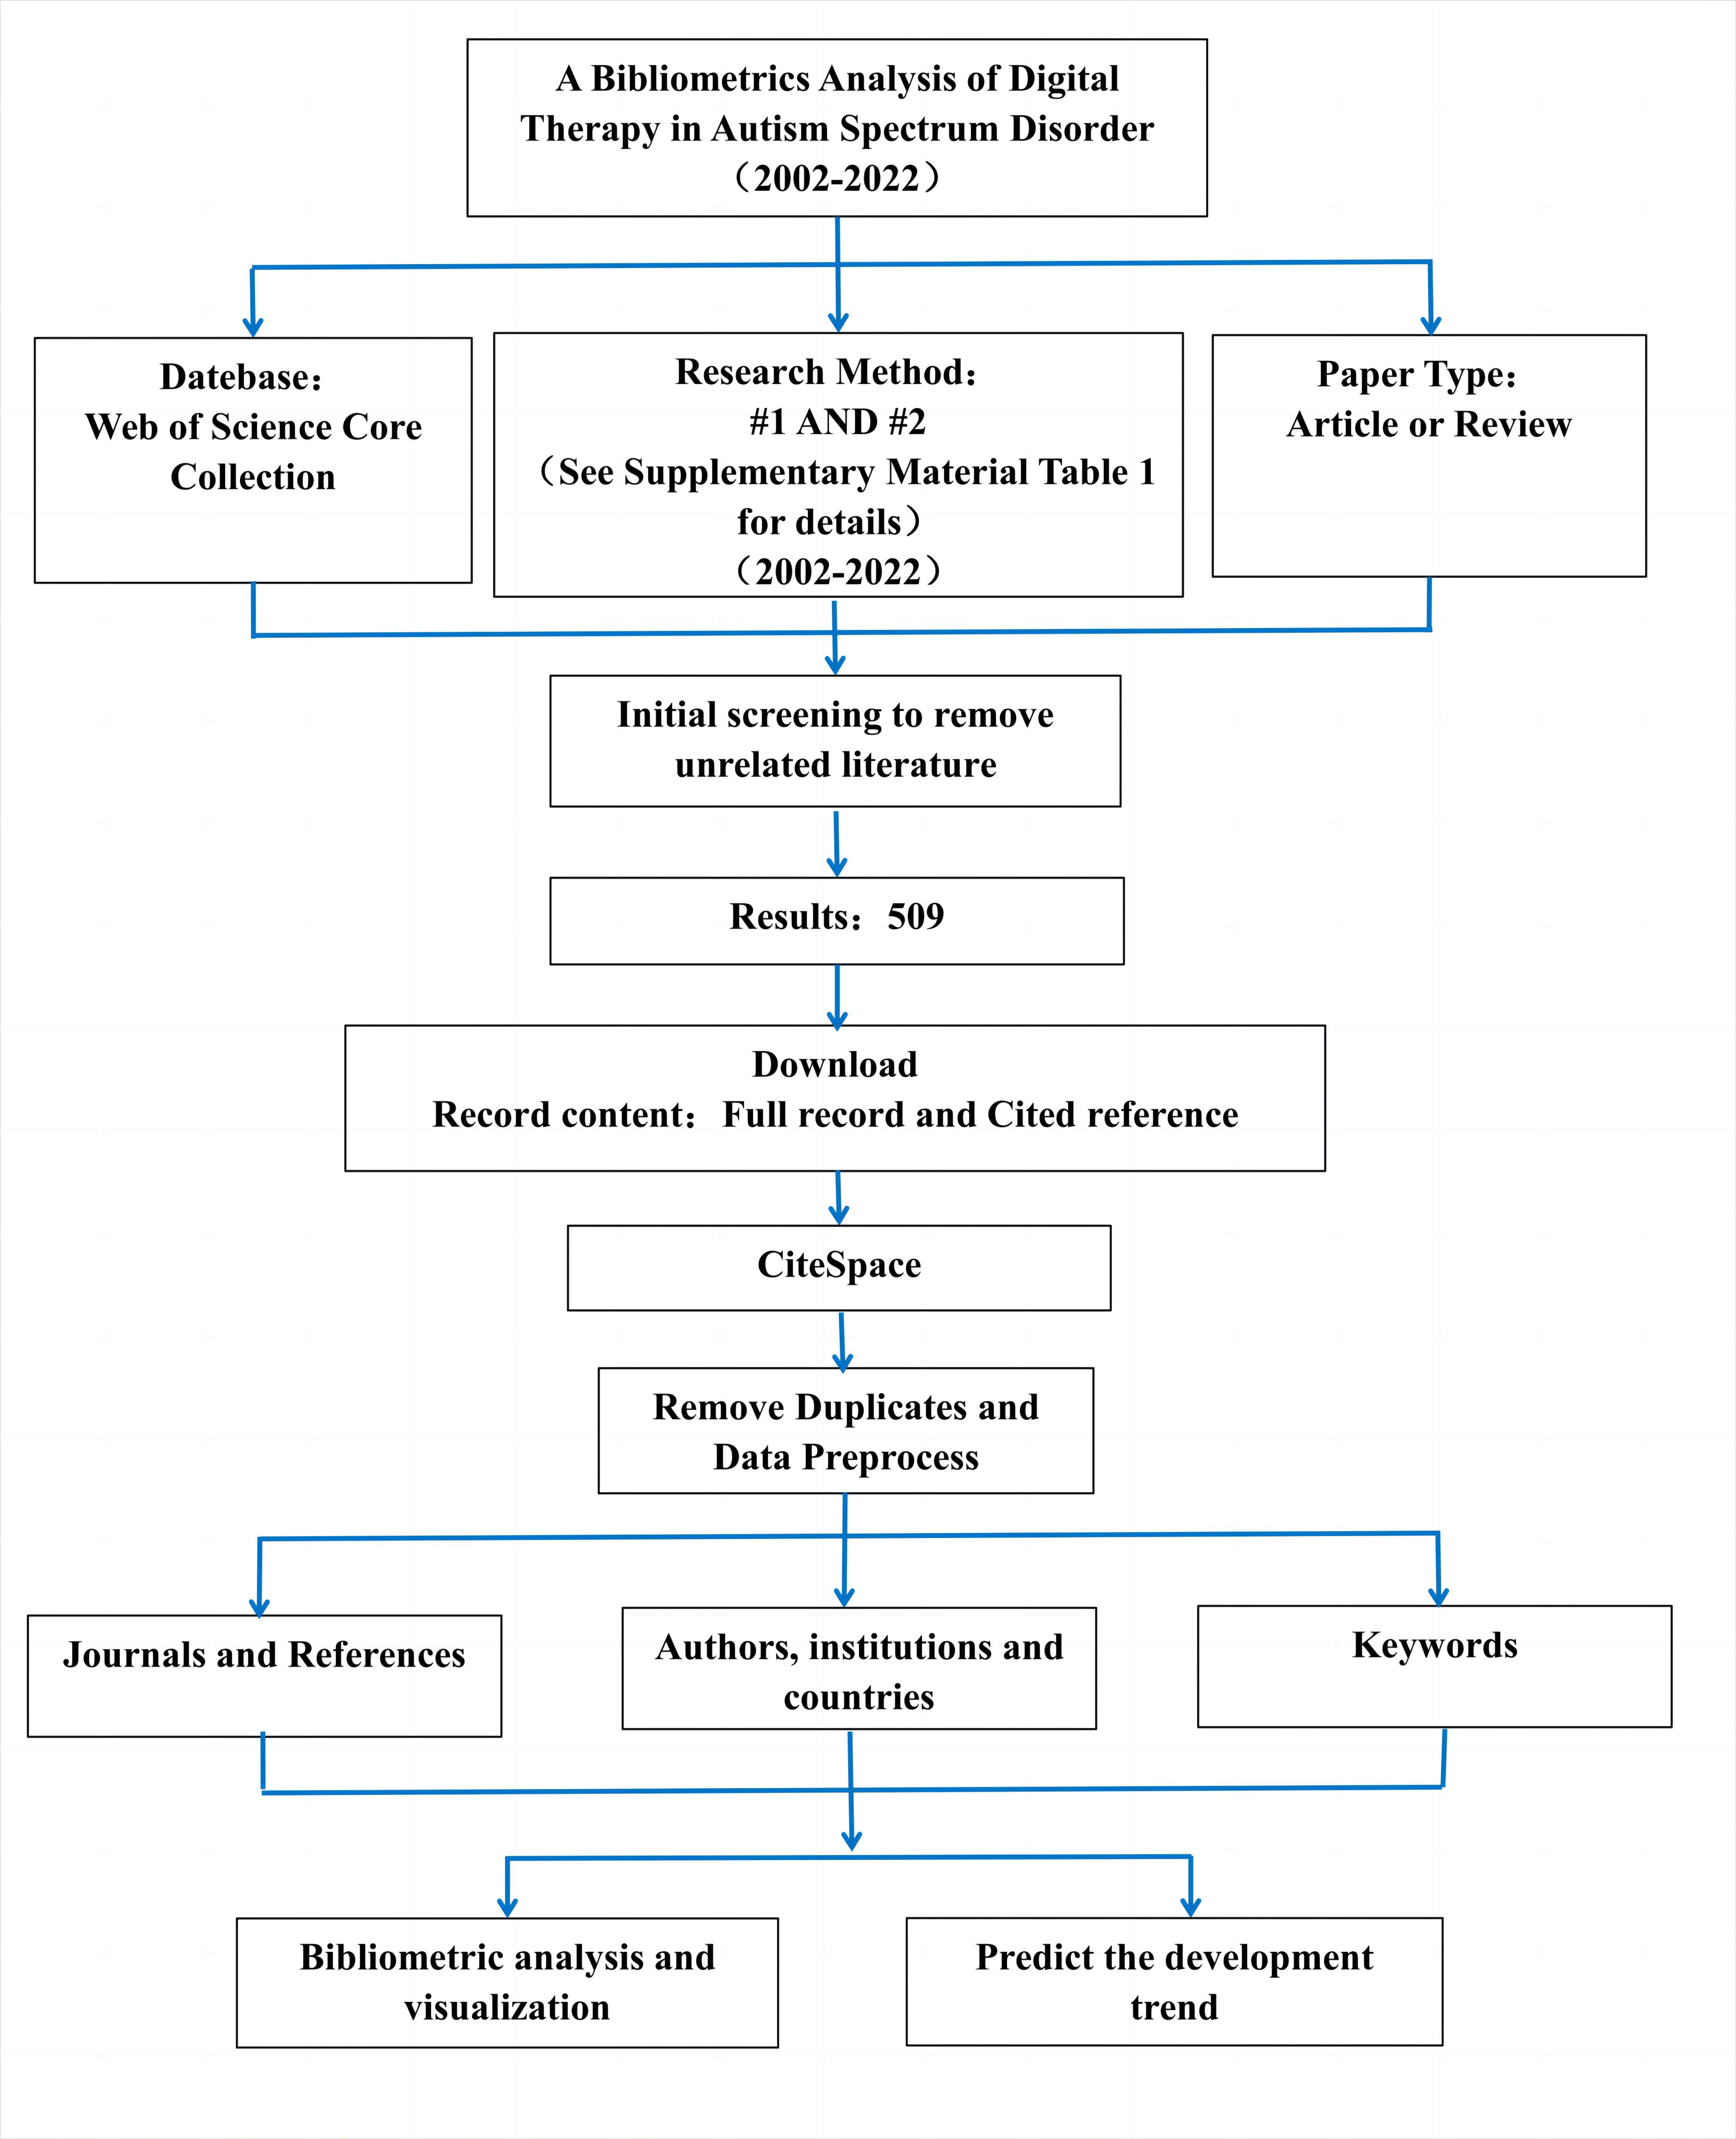 A Bibliometrics Analysis of Digital
Therapy in Autism Spectrum Disorder
（2002-2022）
Datebase：
Web of Science Core
Collection
Research Method：
#1 AND #2
（See Supplementary Material Table 1
for details）
（2002-2022）
Paper Type：
Article or Review
Initial screening to remove
unrelated literature
Results： 509
Download
Record content： Full record and Cited reference
CiteSpace
Remove Duplicates and
Data Preprocess
Journals and References
Authors, institutions and
countries
Keywords
Bibliometric analysis and
visualization
Predict the development
trend